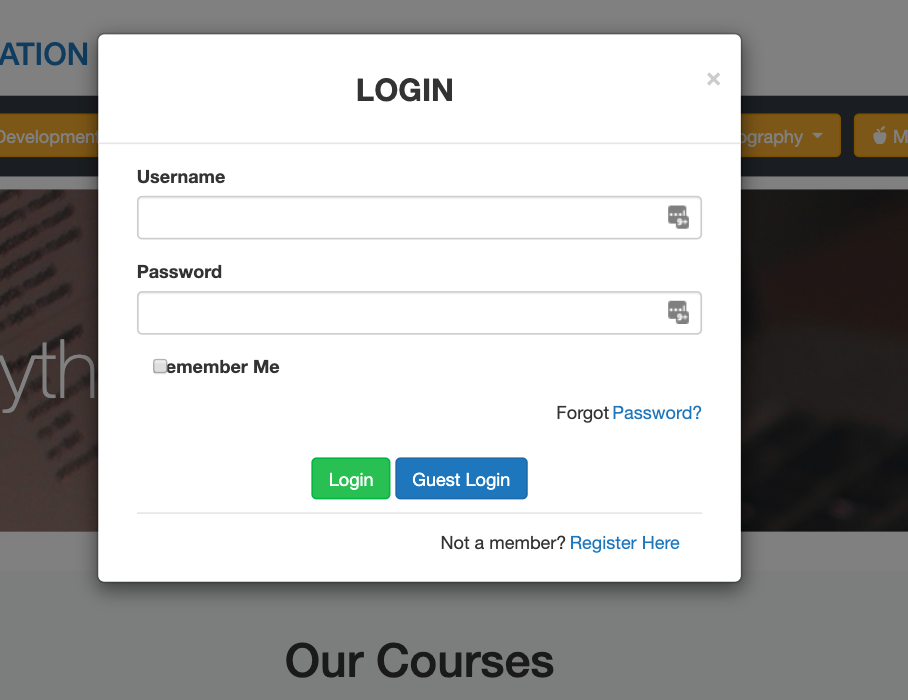 ATION
LOGIN
×
Development
ography
M
Username
Password
yth
emember Me
Forgot Password?
Login Guest Login
Not a member? Register Here
Our Courses